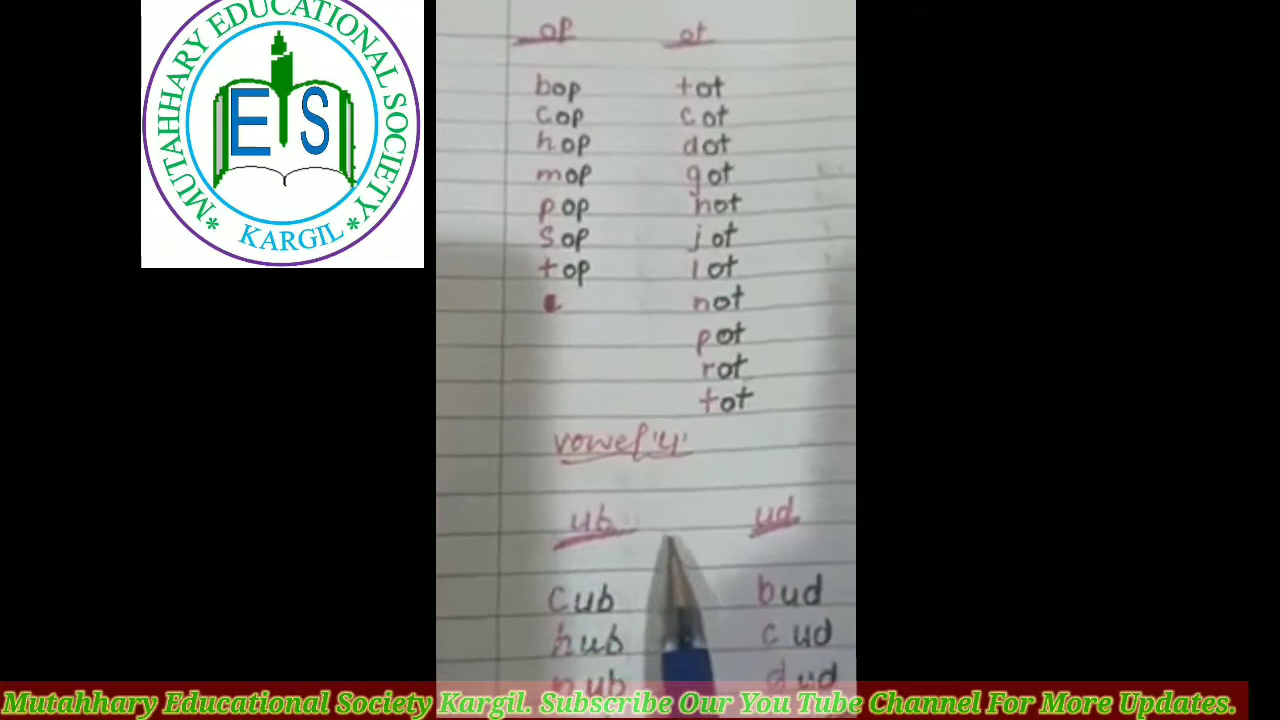 MUTAHHARY EDUCATIONAL SOCIETY
E S
* KARGIL *
op ot
bop tot
cop cot
hop dot
mop got
pop hot
sop jot
top lot
not
pot
rot
tot
vowel 'u'
ub ud
cub bud
hub cud
nub dud
Mutahhary Educational Society Kargil. Subscribe Our You Tube Channel For More Updates.